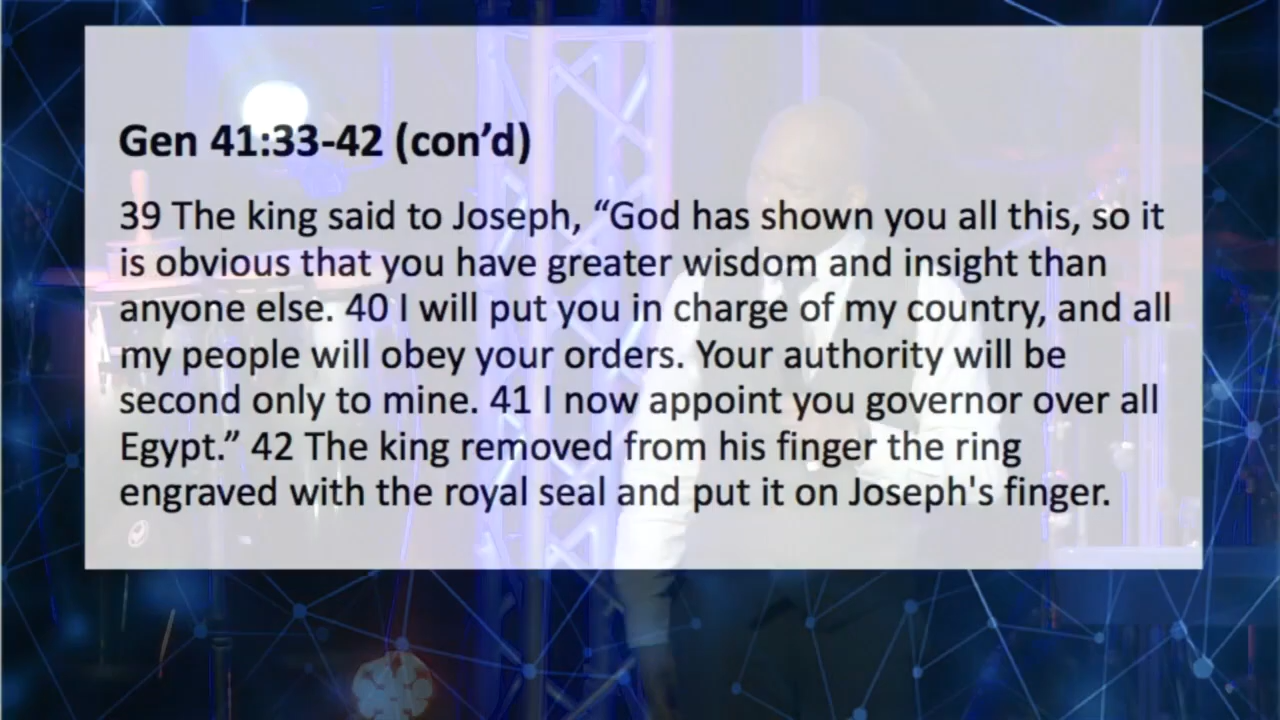 Gen 41:33-42 (con’d)
39 The king said to Joseph, “God has shown you all this, so it
is obvious that you have greater wisdom and insight than
anyone else. 40 I will put you in charge of my country, and all
my people will obey your orders. Your authority will be
second only to mine. 41 I now appoint you governor over all
Egypt.” 42 The king removed from his finger the ring
engraved with the royal seal and put it on Joseph's finger.